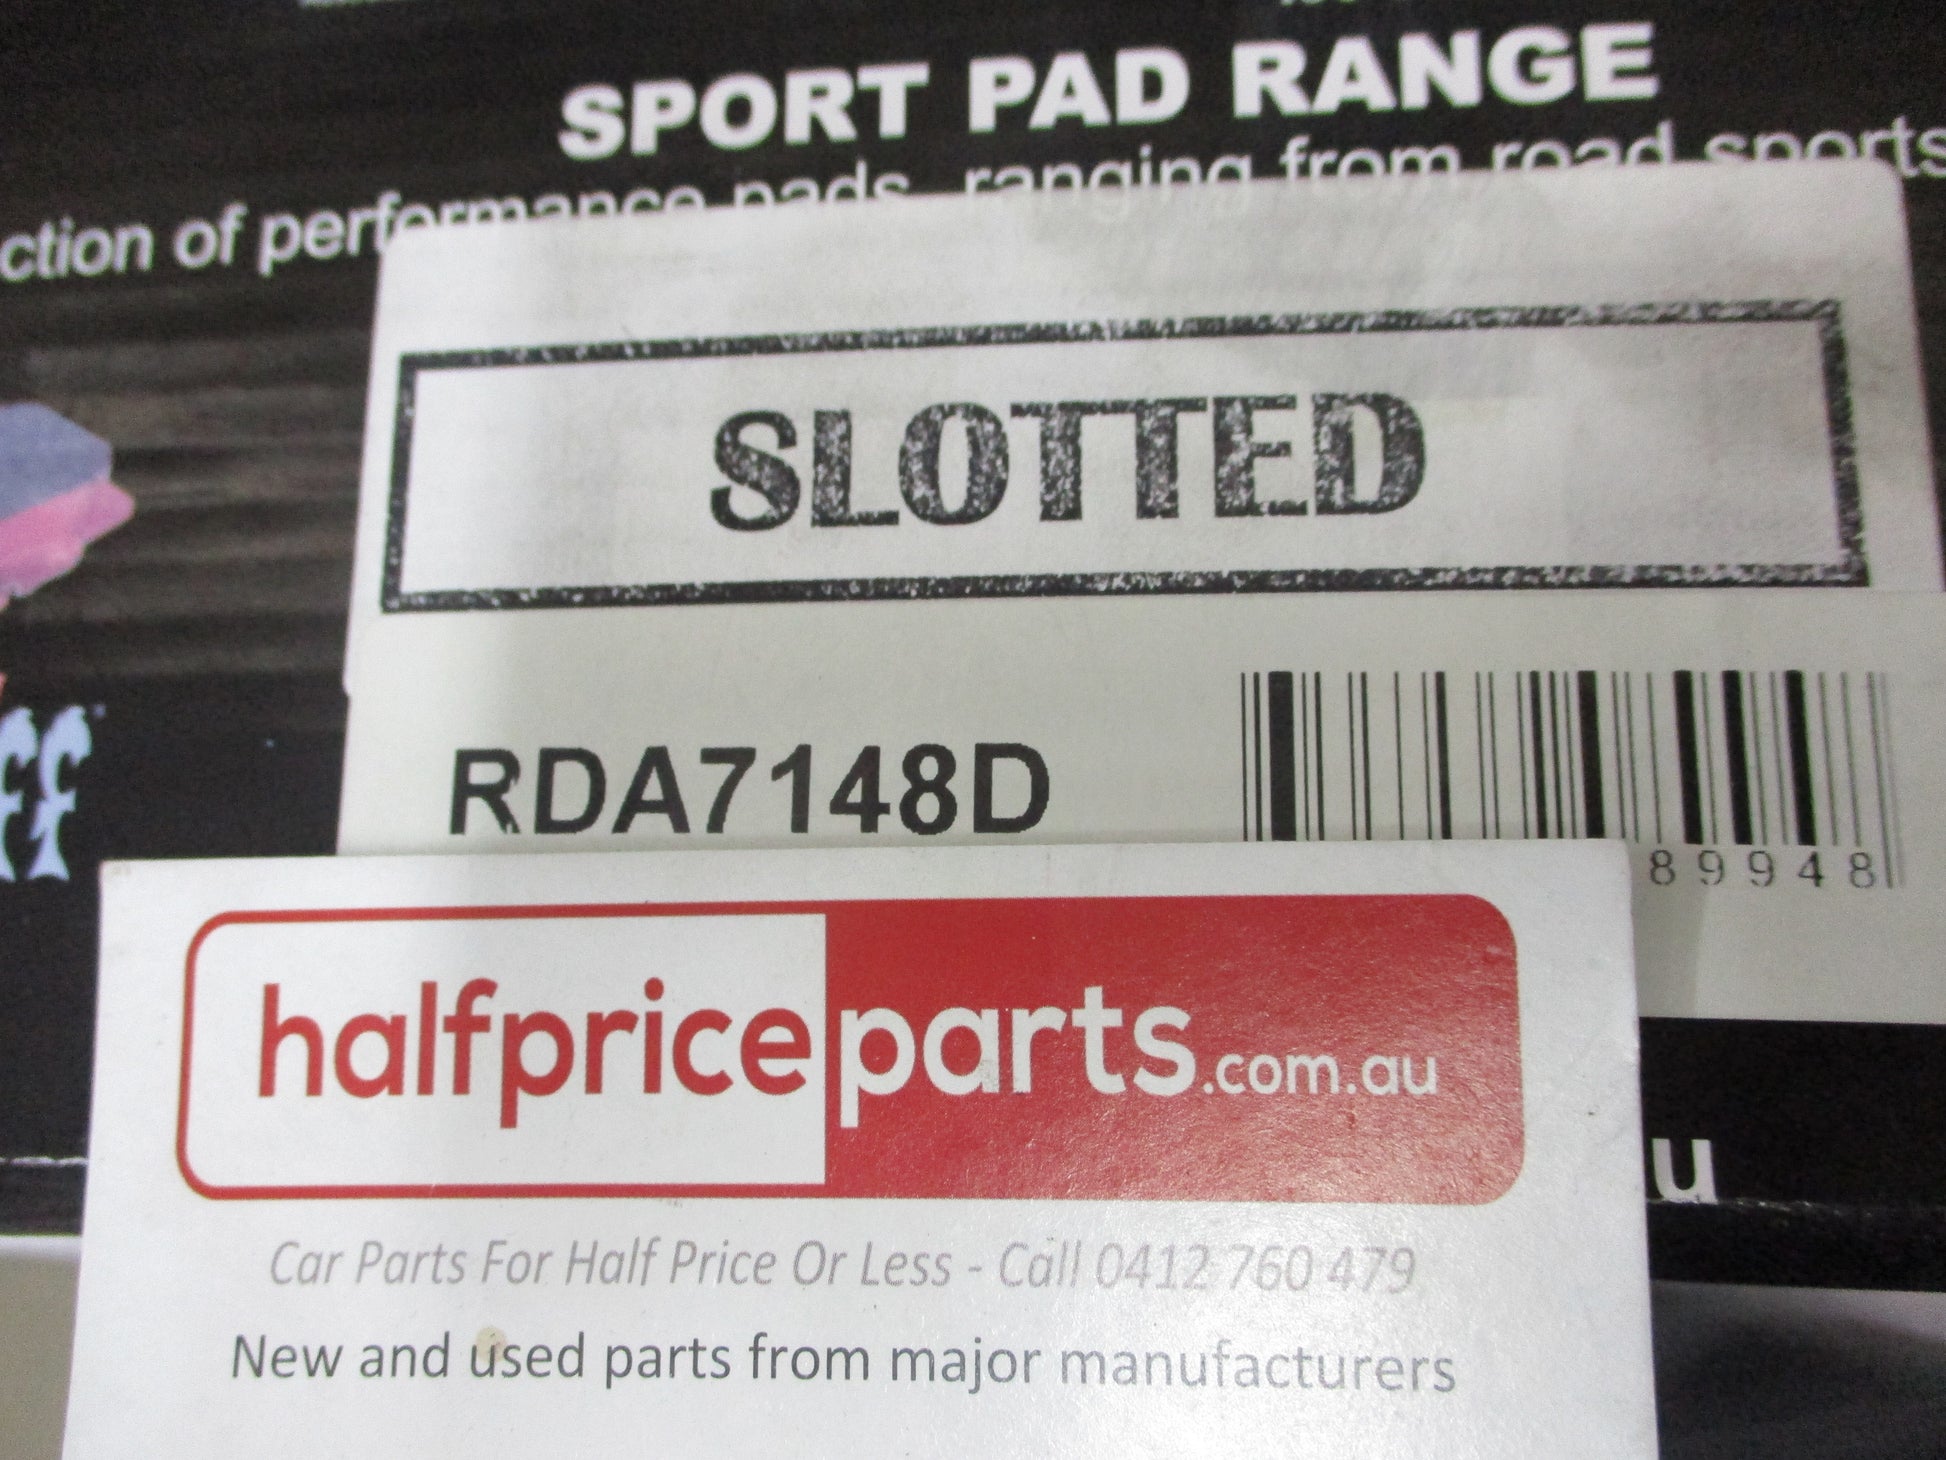 SPORT PAD RANGE
ction of performance pads, ranging from road sports
SLOTTED
RDA7148D
89948
halfpriceparts.com.au
u
Car Parts For Half Price Or Less - Call 0412 760 479
New and used parts from major manufacturers